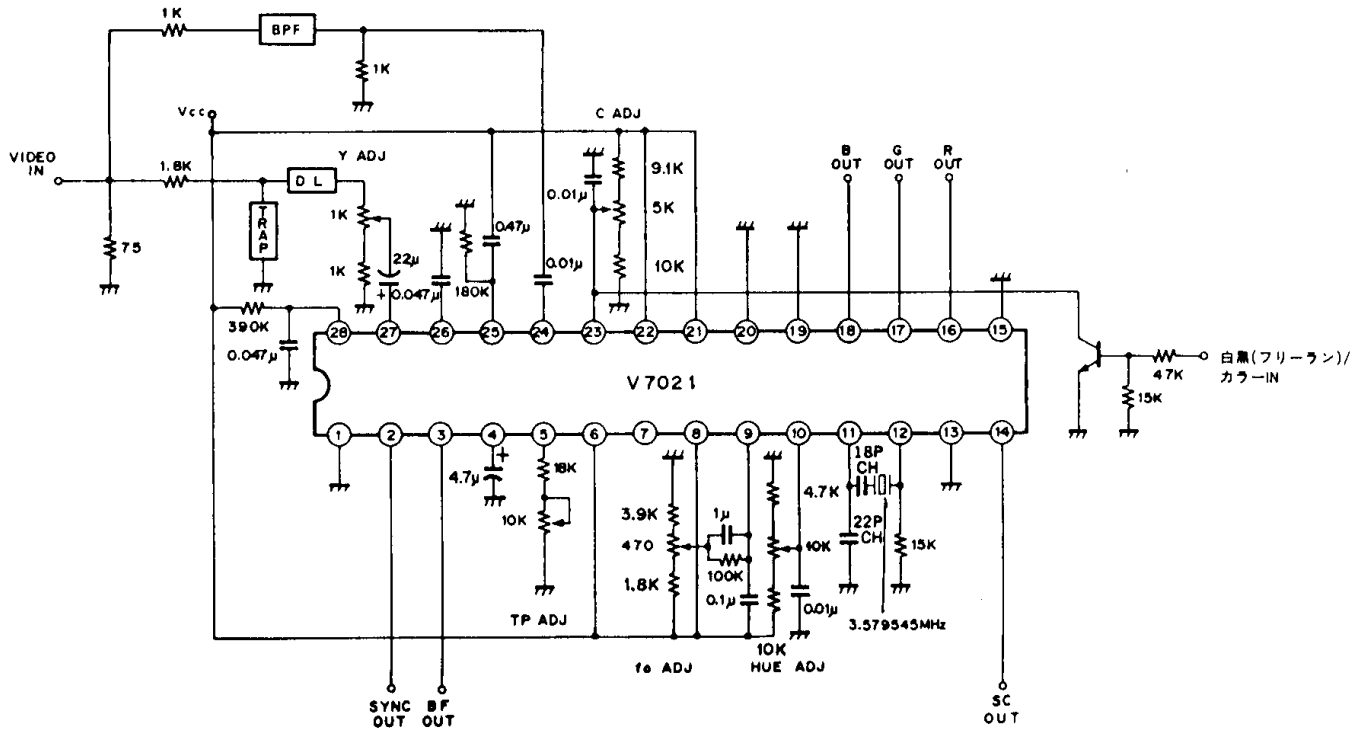 1K
BPF
1K
Vcc
C ADJ
VIDEO
IN
1.8K
Y ADJ
DL
TRAP
75
1K
1K
22μ
+
0.047μ
180K
0.47μ
0.01μ
0.01μ
9.1K
5K
10K
B
OUT
G
OUT
R
OUT
390K
0.047μ
28
27
26
25
24
23
22
21
20
19
18
17
16
15
V7021
白黒(フリーラン)/
カラーIN
47K
15K
1
2
3
4
5
6
7
8
9
10
11
12
13
14
+
4.7μ
18K
10K
TP ADJ
3.9K
470
1.8K
1μ
100K
0.1μ
4.7K
10K
0.01μ
10K
18P
CH
22P
CH
15K
3.579545MHz
fo ADJ
HUE ADJ
SYNC
OUT
BF
OUT
SC
OUT